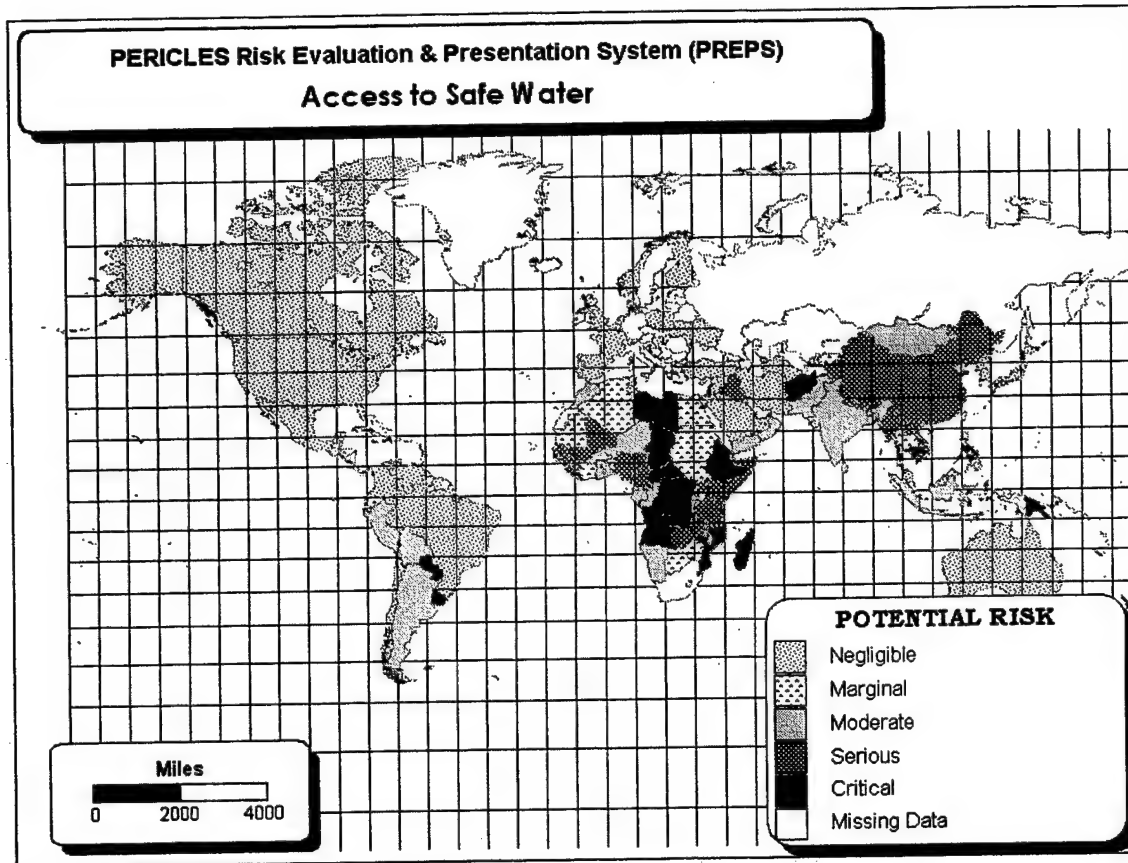 PERICLES Risk Evaluation & Presentation System (PREPS)
Access to Safe Water
POTENTIAL RISK
Negligible
Marginal
Moderate
Serious
Critical
Missing Data
Miles
0 2000 4000